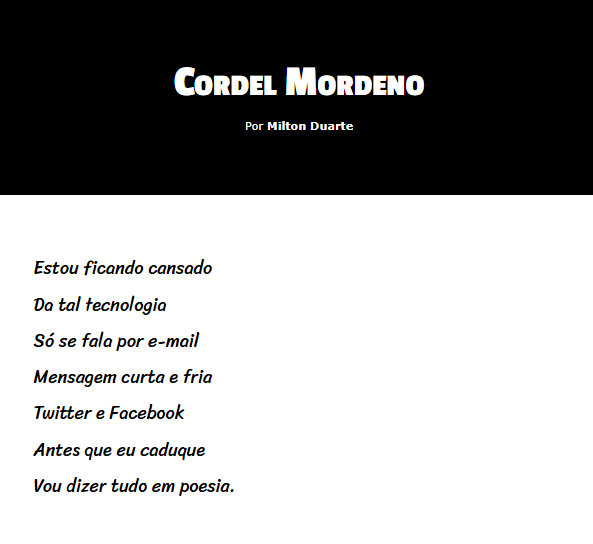 Cordel Mordeno
Por Milton Duarte
Estou ficando cansado
Da tal tecnologia
Só se fala por e-mail
Mensagem curta e fria
Twitter e Facebook
Antes que eu caduque
Vou dizer tudo em poesia.